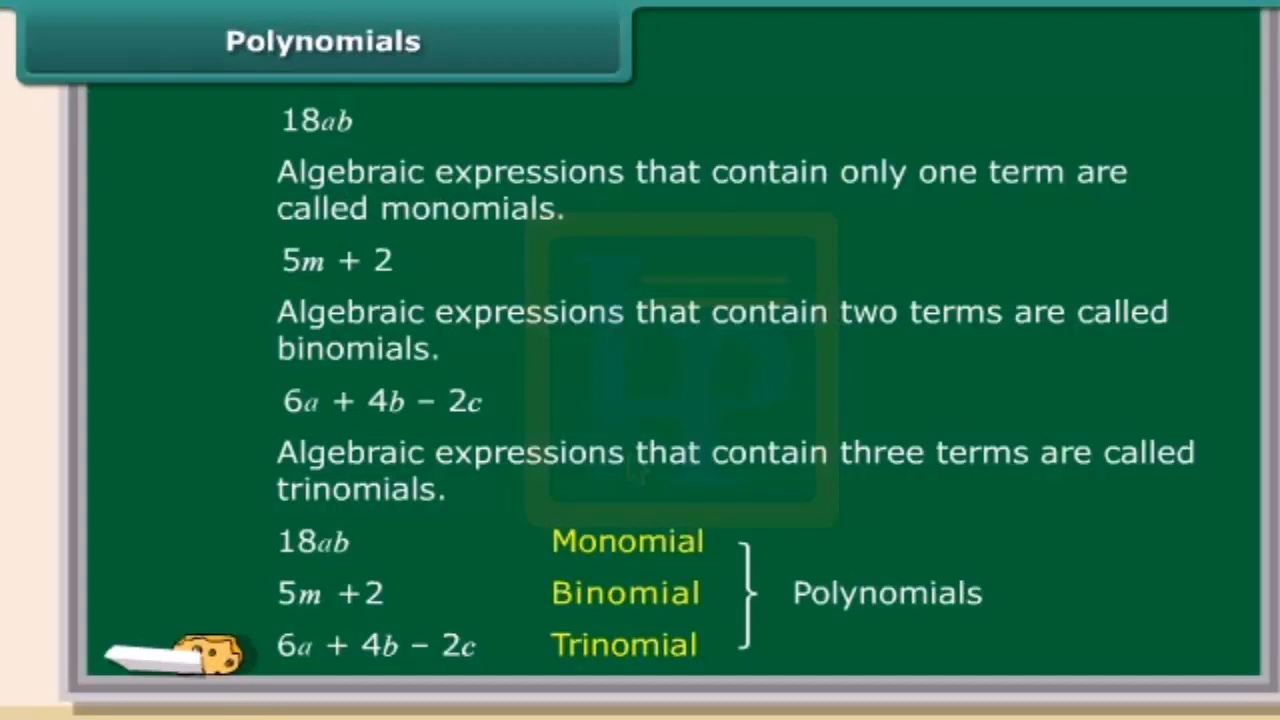 Polynomials
18ab
Algebraic expressions that contain only one term are
called monomials.
5m + 2
Algebraic expressions that contain two terms are called
binomials.
6a + 4b – 2c
Algebraic expressions that contain three terms are called
trinomials.
18ab Monomial
5m +2 Binomial Polynomials
6a + 4b – 2c Trinomial